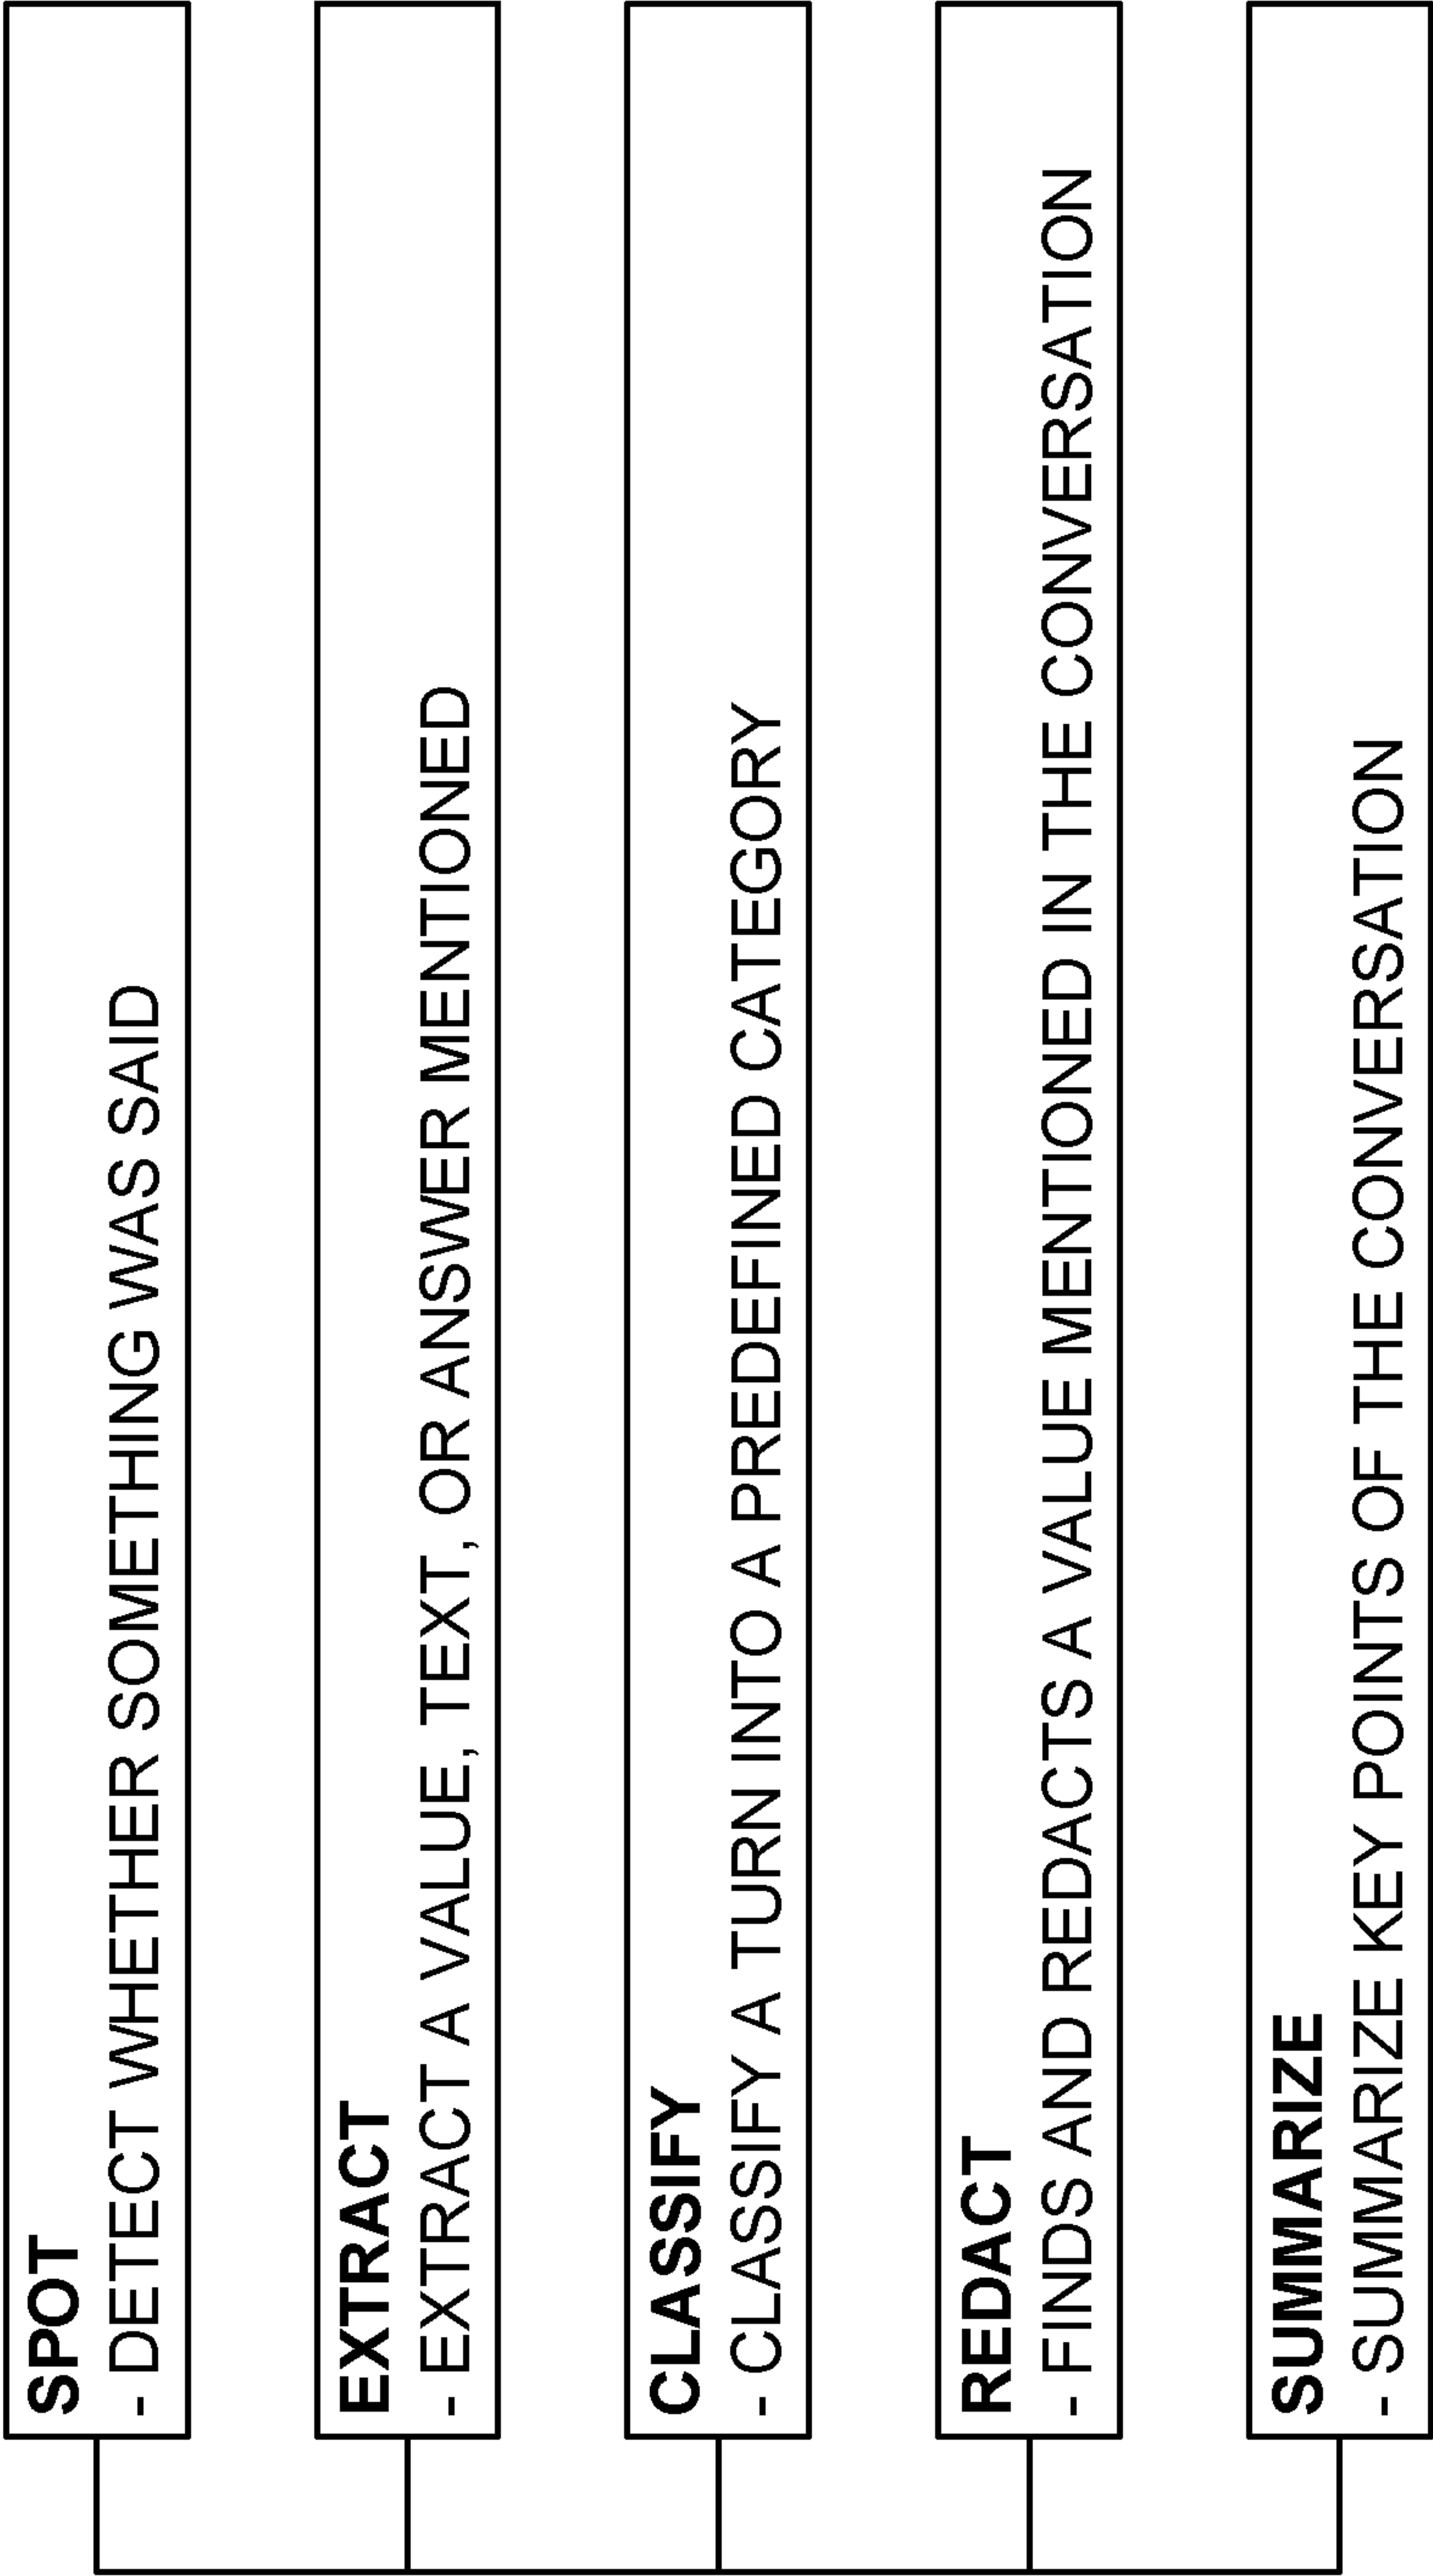 SPOT
- DETECT WHETHER SOMETHING WAS SAID
EXTRACT
- EXTRACT A VALUE, TEXT, OR ANSWER MENTIONED
CLASSIFY
- CLASSIFY A TURN INTO A PREDEFINED CATEGORY
REDACT
- FINDS AND REDACTS A VALUE MENTIONED IN THE CONVERSATION
SUMMARIZE
- SUMMARIZE KEY POINTS OF THE CONVERSATION